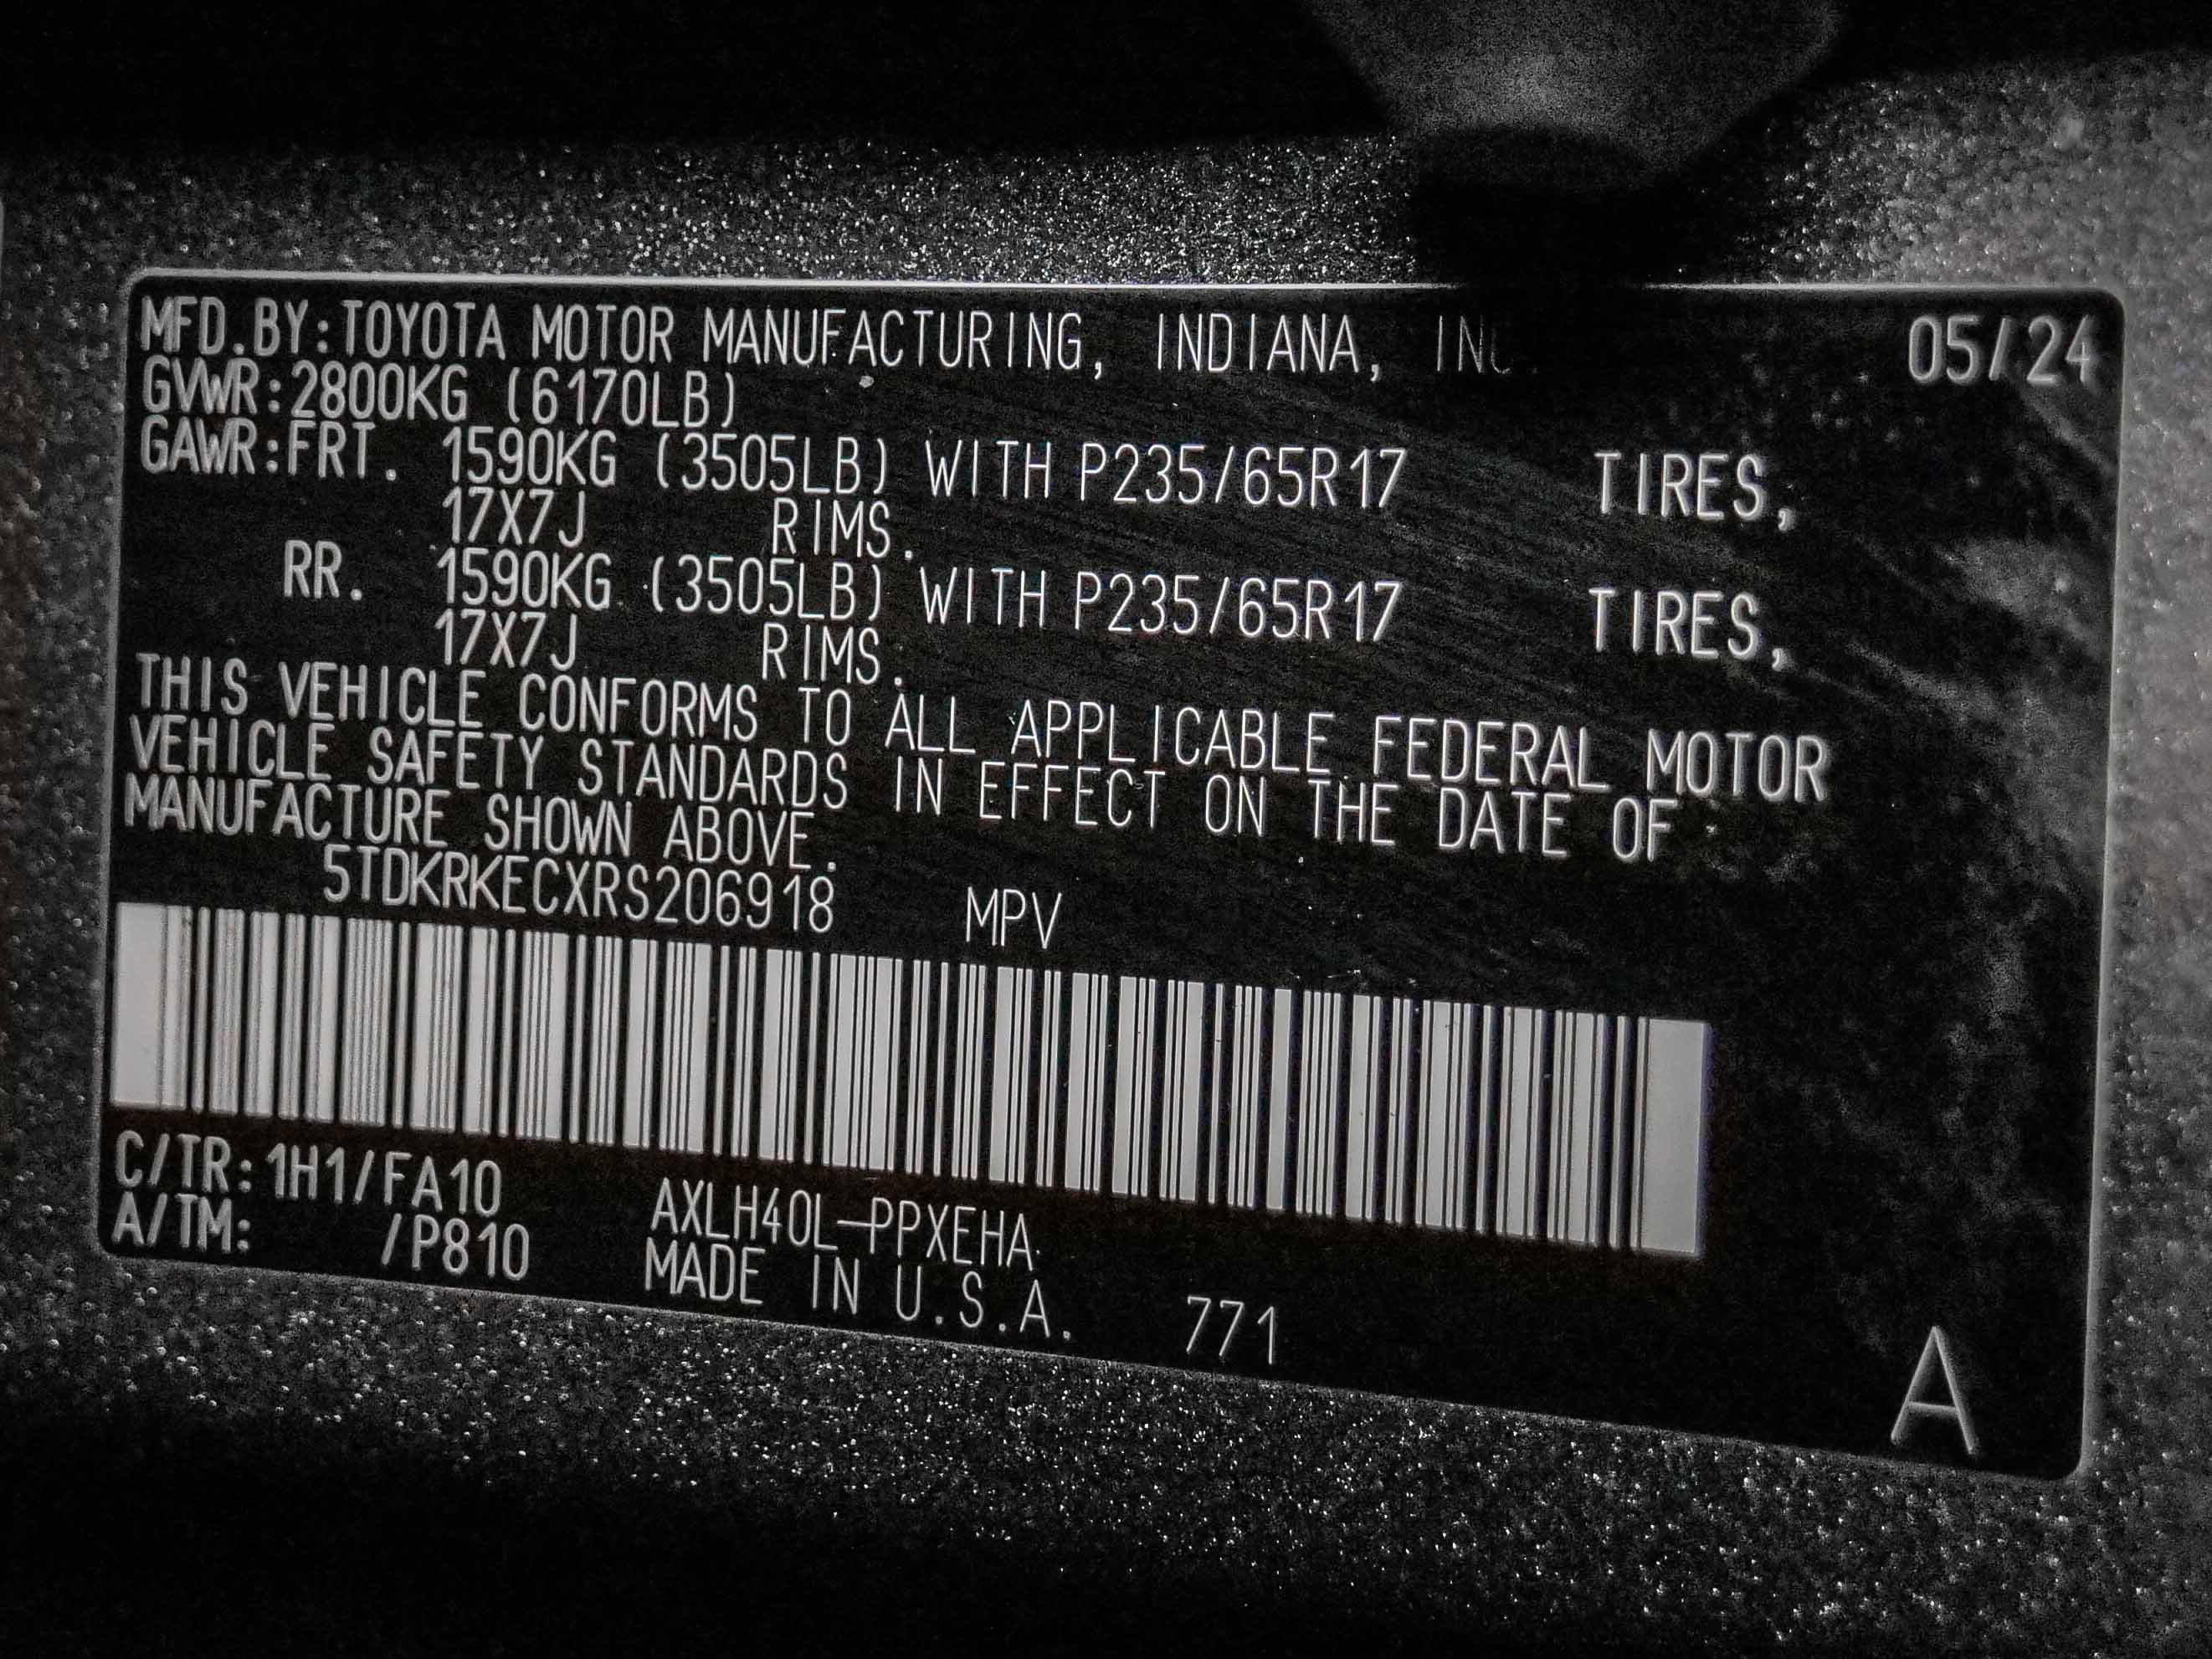 MFD.BY:TOYOTA MOTOR MANUFACTURING, INDIANA, INC. 05/24
GVWR:2800KG (6170LB)
GAWR:FRT. 1590KG (3505LB) WITH P235/65R17 TIRES,
17X7J RIMS.
RR. 1590KG (3505LB) WITH P235/65R17 TIRES,
17X7J RIMS.
THIS VEHICLE CONFORMS TO ALL APPLICABLE FEDERAL MOTOR
VEHICLE SAFETY STANDARDS IN EFFECT ON THE DATE OF
MANUFACTURE SHOWN ABOVE.
5TDKRKECXRS206918 MPV
C/TR:1H1/FA10 AXLH40L-PPXEHA
A/TM: /P810 MADE IN U.S.A. 771
A